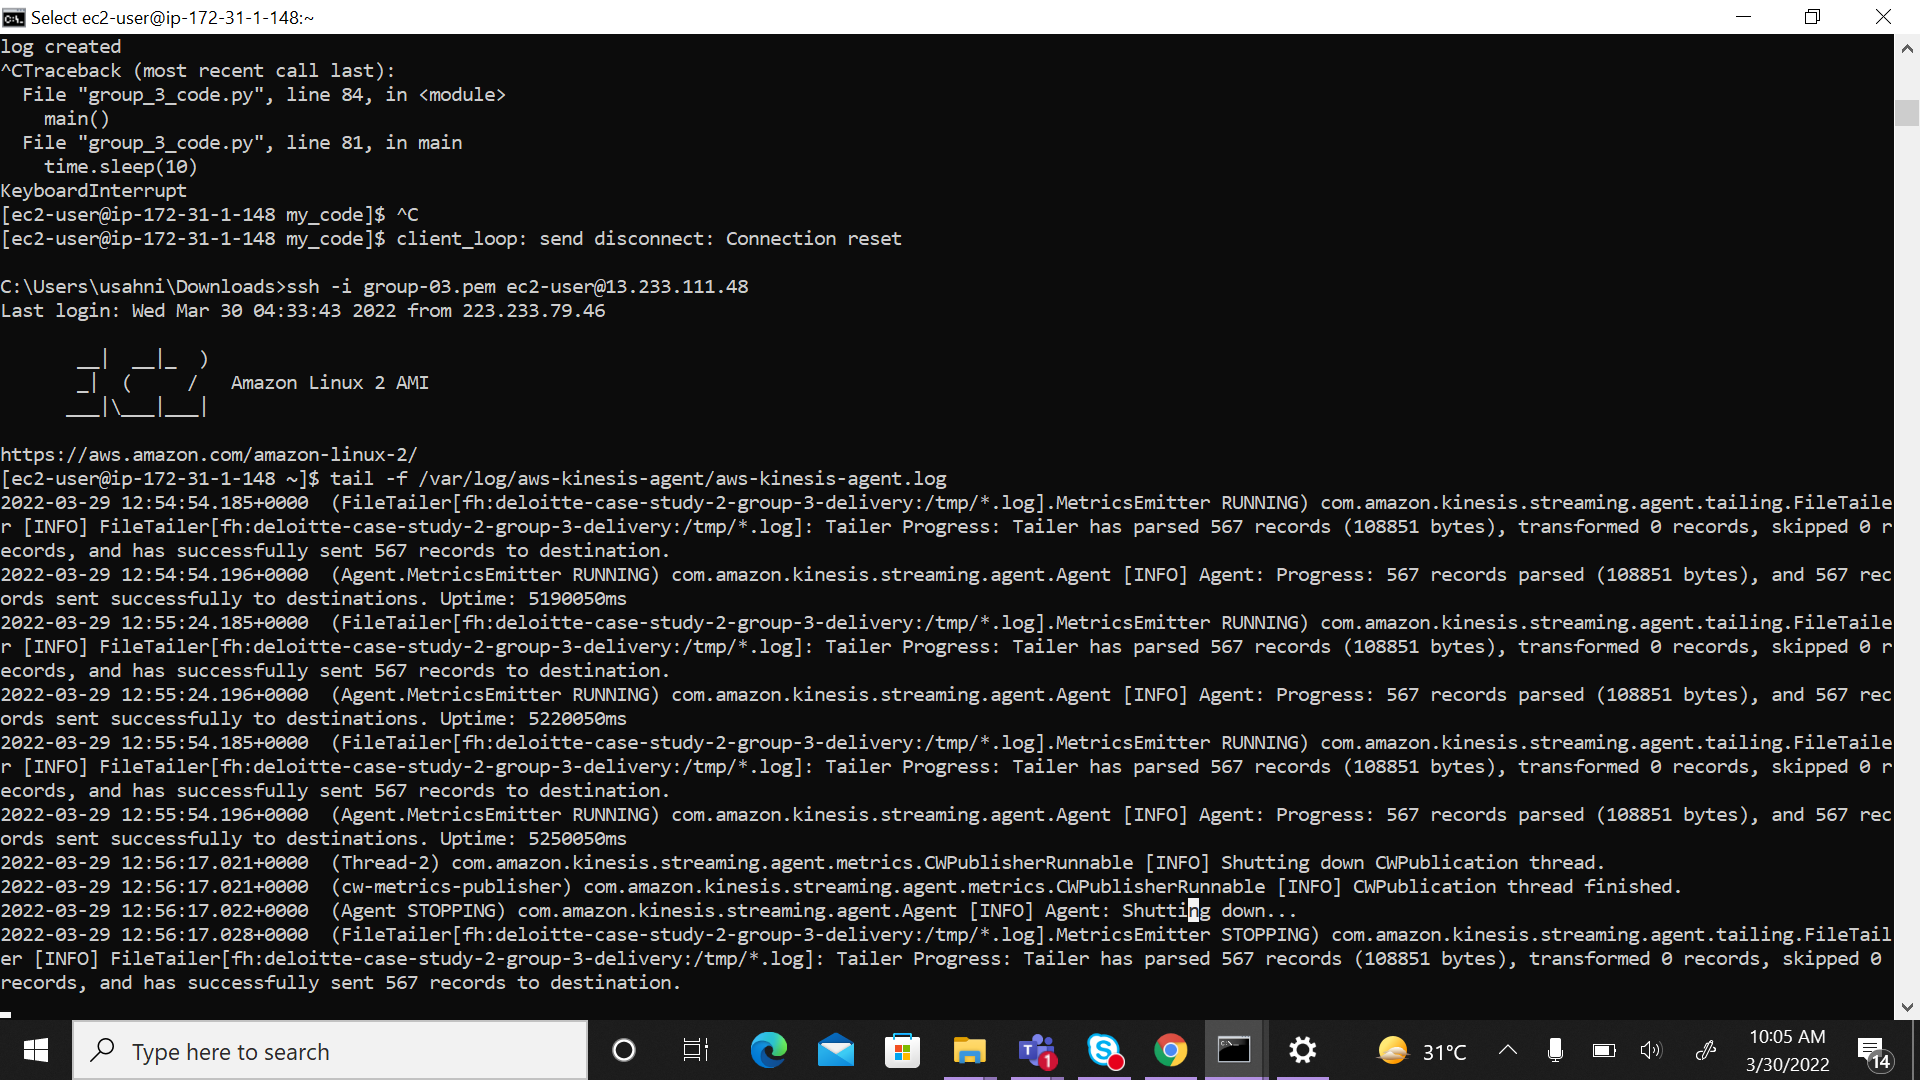 Select ec2-user@ip-172-31-1-148:~
log created
^CTraceback (most recent call last):
  File "group_3_code.py", line 84, in <module>
    main()
  File "group_3_code.py", line 81, in main
    time.sleep(10)
KeyboardInterrupt
[ec2-user@ip-172-31-1-148 my_code]$ ^C
[ec2-user@ip-172-31-1-148 my_code]$ client_loop: send disconnect: Connection reset
C:\Users\usahni\Downloads>ssh -i group-03.pem ec2-user@13.233.111.48
Last login: Wed Mar 30 04:33:43 2022 from 223.233.79.46
       __|  __|_  )
       _|  (     /   Amazon Linux 2 AMI
      ___|\___|___|
https://aws.amazon.com/amazon-linux-2/
[ec2-user@ip-172-31-1-148 ~]$ tail -f /var/log/aws-kinesis-agent/aws-kinesis-agent.log
2022-03-29 12:54:54.185+0000  (FileTailer[fh:deloitte-case-study-2-group-3-delivery:/tmp/*.log].MetricsEmitter RUNNING) com.amazon.kinesis.streaming.agent.tailing.FileTaile
r [INFO] FileTailer[fh:deloitte-case-study-2-group-3-delivery:/tmp/*.log]: Tailer Progress: Tailer has parsed 567 records (108851 bytes), transformed 0 records, skipped 0 r
ecords, and has successfully sent 567 records to destination.
2022-03-29 12:54:54.196+0000  (Agent.MetricsEmitter RUNNING) com.amazon.kinesis.streaming.agent.Agent [INFO] Agent: Progress: 567 records parsed (108851 bytes), and 567 rec
ords sent successfully to destinations. Uptime: 5190050ms
2022-03-29 12:55:24.185+0000  (FileTailer[fh:deloitte-case-study-2-group-3-delivery:/tmp/*.log].MetricsEmitter RUNNING) com.amazon.kinesis.streaming.agent.tailing.FileTaile
r [INFO] FileTailer[fh:deloitte-case-study-2-group-3-delivery:/tmp/*.log]: Tailer Progress: Tailer has parsed 567 records (108851 bytes), transformed 0 records, skipped 0 r
ecords, and has successfully sent 567 records to destination.
2022-03-29 12:55:24.196+0000  (Agent.MetricsEmitter RUNNING) com.amazon.kinesis.streaming.agent.Agent [INFO] Agent: Progress: 567 records parsed (108851 bytes), and 567 rec
ords sent successfully to destinations. Uptime: 5220050ms
2022-03-29 12:55:54.185+0000  (FileTailer[fh:deloitte-case-study-2-group-3-delivery:/tmp/*.log].MetricsEmitter RUNNING) com.amazon.kinesis.streaming.agent.tailing.FileTaile
r [INFO] FileTailer[fh:deloitte-case-study-2-group-3-delivery:/tmp/*.log]: Tailer Progress: Tailer has parsed 567 records (108851 bytes), transformed 0 records, skipped 0 r
ecords, and has successfully sent 567 records to destination.
2022-03-29 12:55:54.196+0000  (Agent.MetricsEmitter RUNNING) com.amazon.kinesis.streaming.agent.Agent [INFO] Agent: Progress: 567 records parsed (108851 bytes), and 567 rec
ords sent successfully to destinations. Uptime: 5250050ms
2022-03-29 12:56:17.021+0000  (Thread-2) com.amazon.kinesis.streaming.agent.metrics.CWPublisherRunnable [INFO] Shutting down CWPublication thread.
2022-03-29 12:56:17.021+0000  (cw-metrics-publisher) com.amazon.kinesis.streaming.agent.metrics.CWPublisherRunnable [INFO] CWPublication thread finished.
2022-03-29 12:56:17.022+0000  (Agent STOPPING) com.amazon.kinesis.streaming.agent.Agent [INFO] Agent: Shutting down...
2022-03-29 12:56:17.028+0000  (FileTailer[fh:deloitte-case-study-2-group-3-delivery:/tmp/*.log].MetricsEmitter STOPPING) com.amazon.kinesis.streaming.agent.tailing.FileTail
er [INFO] FileTailer[fh:deloitte-case-study-2-group-3-delivery:/tmp/*.log]: Tailer Progress: Tailer has parsed 567 records (108851 bytes), transformed 0 records, skipped 0
records, and has successfully sent 567 records to destination.
Type here to search
1
31°C
10:05 AM
3/30/2022
14